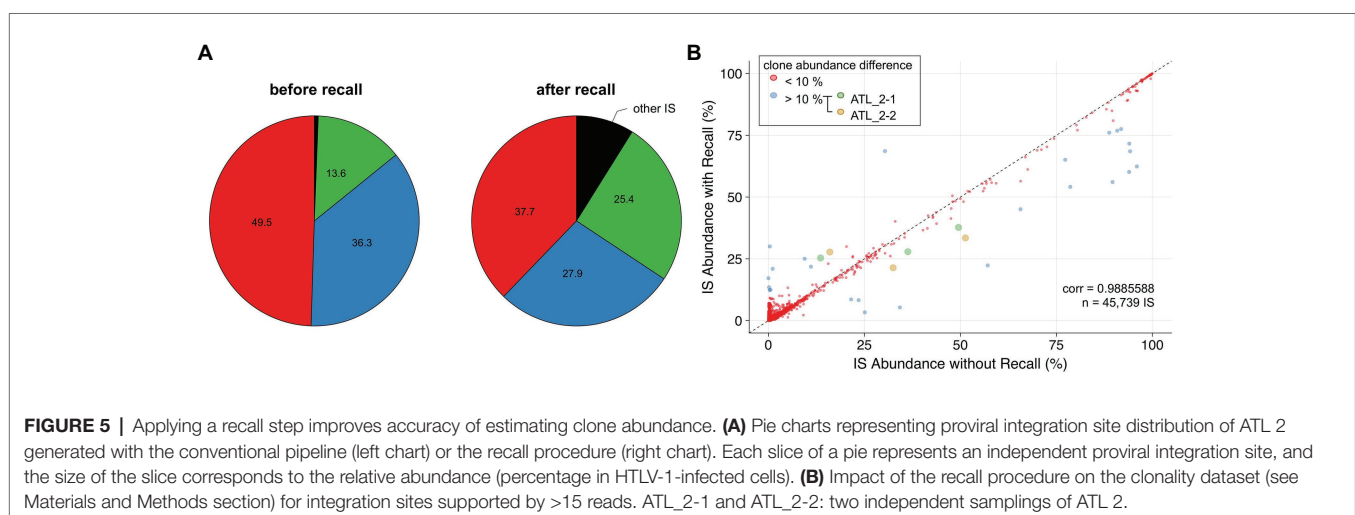 A
before recall
49.5
13.6
36.3
after recall
other IS
37.7
25.4
27.9
B
IS Abundance with Recall (%)
100
75
50
25
0
clone abundance difference
< 10 %
> 10 %
ATL_2-1
ATL_2-2
corr = 0.9885588
n = 45,739 IS
0 25 50 75 100
IS Abundance without Recall (%)
FIGURE 5 | Applying a recall step improves accuracy of estimating clone abundance. (A) Pie charts representing proviral integration site distribution of ATL 2
generated with the conventional pipeline (left chart) or the recall procedure (right chart). Each slice of a pie represents an independent proviral integration site, and
the size of the slice corresponds to the relative abundance (percentage in HTLV-1-infected cells). (B) Impact of the recall procedure on the clonality dataset (see
Materials and Methods section) for integration sites supported by >15 reads. ATL_2-1 and ATL_2-2: two independent samplings of ATL 2.